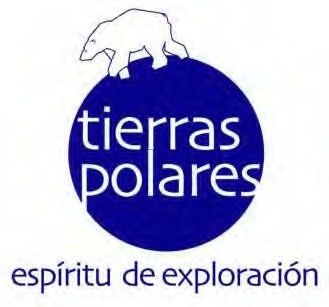 tierras
polares
espíritu de exploración